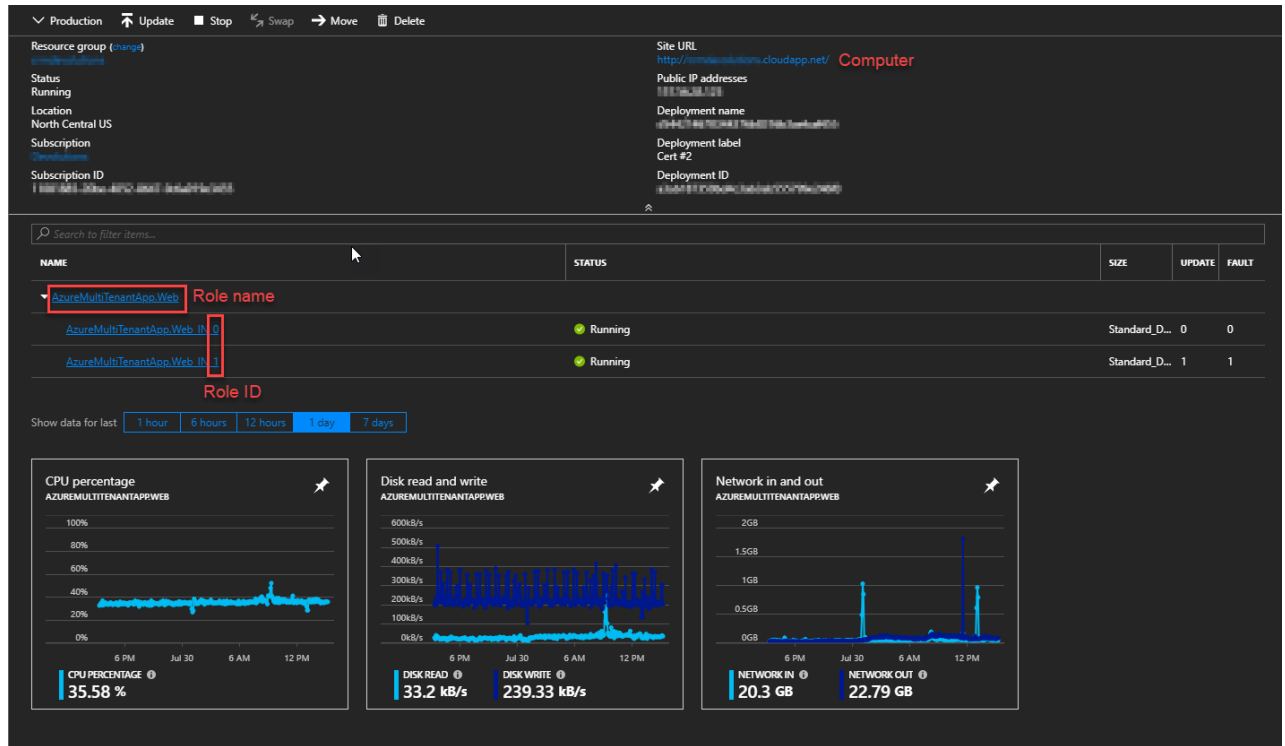 Production Update Stop Swap Move Delete
Resource group (change)
Status
Running
Location
North Central US
Subscription
Subscription ID
Site URL
http:// .cloudapp.net/ Computer
Public IP addresses
Deployment name
Deployment label
Cert #2
Deployment ID
Search to filter items...
NAME STATUS SIZE UPDATE FAULT
AzureMultiTenantApp.Web Role name
AzureMultiTenantApp.Web_IN_0 Running Standard_D... 0 0
AzureMultiTenantApp.Web_IN_1 Running Standard_D... 1 1
Role ID
Show data for last 1 hour 6 hours 12 hours 1 day 7 days
CPU percentage
AZUREMULTITENANTAPP.WEB
100%
80%
60%
40%
20%
0%
6 PM Jul 30 6 AM 12 PM
CPU PERCENTAGE
35.58 %
Disk read and write
AZUREMULTITENANTAPP.WEB
600kB/s
500kB/s
400kB/s
300kB/s
200kB/s
100kB/s
0kB/s
6 PM Jul 30 6 AM 12 PM
DISK READ DISK WRITE
33.2 kB/s 239.33 kB/s
Network in and out
AZUREMULTITENANTAPP.WEB
2GB
1.5GB
1GB
0.5GB
0GB
6 PM Jul 30 6 AM 12 PM
NETWORK IN NETWORK OUT
20.3 GB 22.79 GB